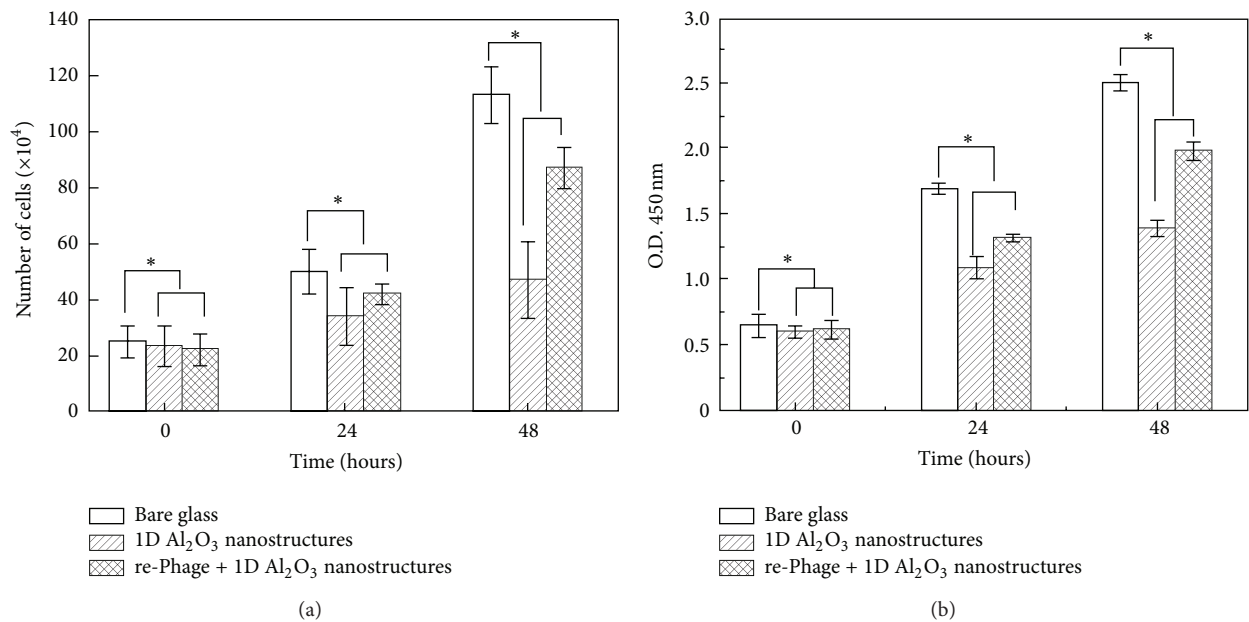 140
120
100
80
60
40
20
0
Number of cells (×10⁴)
*
*
*
0 24 48
Time (hours)
Bare glass
1D Al₂O₃ nanostructures
re-Phage + 1D Al₂O₃ nanostructures
(a)
3.0
2.5
2.0
1.5
1.0
0.5
0
O.D. 450 nm
*
*
*
0 24 48
Time (hours)
Bare glass
1D Al₂O₃ nanostructures
re-Phage + 1D Al₂O₃ nanostructures
(b)